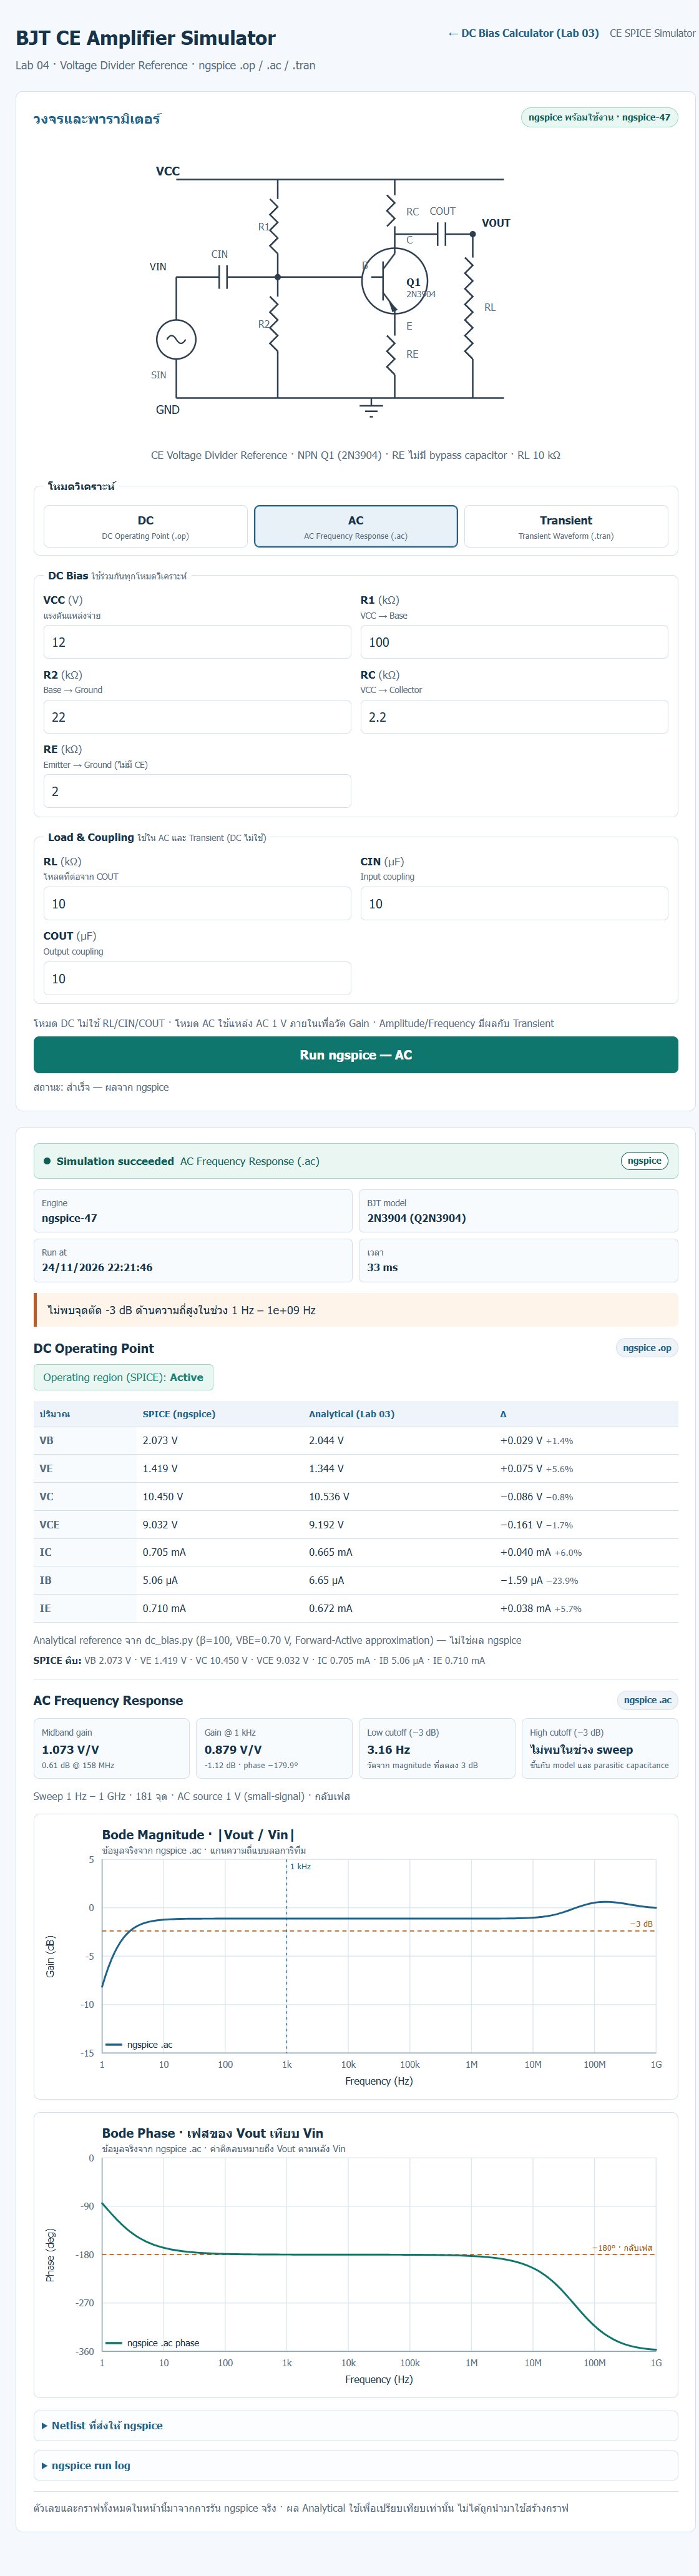 BJT CE Amplifier Simulator
← DC Bias Calculator (Lab 03) CE SPICE Simulator
Lab 04 · Voltage Divider Reference · ngspice .op / .ac / .tran
วงจรและพารามิเตอร์
ngspice พร้อมใช้งาน · ngspice-47
VCC
RC
COUT
VOUT
R1
C
CIN
VIN
B
Q1
2N3904
RL
R2
E
RE
SIN
GND
CE Voltage Divider Reference · NPN Q1 (2N3904) · RE ไม่มี bypass capacitor · RL 10 kΩ
โหมดวิเคราะห์
DC
DC Operating Point (.op)
AC
AC Frequency Response (.ac)
Transient
Transient Waveform (.tran)
DC Bias ใช้ร่วมกันทุกโหมดวิเคราะห์
VCC (V)
แรงดันแหล่งจ่าย
12
R1 (kΩ)
VCC → Base
100
R2 (kΩ)
Base → Ground
22
RC (kΩ)
VCC → Collector
2.2
RE (kΩ)
Emitter → Ground (ไม่มี CE)
2
Load & Coupling ใช้ใน AC และ Transient (DC ไม่ใช้)
RL (kΩ)
โหลดที่ต่อจาก COUT
10
CIN (µF)
Input coupling
10
COUT (µF)
Output coupling
10
โหมด DC ไม่ใช้ RL/CIN/COUT · โหมด AC ใช้แหล่ง AC 1 V ภายในเพื่อวัด Gain · Amplitude/Frequency มีผลกับ Transient
Run ngspice — AC
สถานะ: สำเร็จ — ผลจาก ngspice
Simulation succeeded AC Frequency Response (.ac)
ngspice
Engine
ngspice-47
BJT model
2N3904 (Q2N3904)
Run at
24/11/2026 22:21:46
เวลา
33 ms
ไม่พบจุดตัด -3 dB ด้านความถี่สูงในช่วง 1 Hz – 1e+09 Hz
DC Operating Point
ngspice .op
Operating region (SPICE): Active
ปริมาณ SPICE (ngspice) Analytical (Lab 03) Δ
VB 2.073 V 2.044 V +0.029 V +1.4%
VE 1.419 V 1.344 V +0.075 V +5.6%
VC 10.450 V 10.536 V −0.086 V −0.8%
VCE 9.032 V 9.192 V −0.161 V −1.7%
IC 0.705 mA 0.665 mA +0.040 mA +6.0%
IB 5.06 µA 6.65 µA −1.59 µA −23.9%
IE 0.710 mA 0.672 mA +0.038 mA +5.7%
Analytical reference จาก dc_bias.py (β=100, VBE=0.70 V, Forward-Active approximation) — ไม่ใช่ผล ngspice
SPICE ดิบ: VB 2.073 V · VE 1.419 V · VC 10.450 V · VCE 9.032 V · IC 0.705 mA · IB 5.06 µA · IE 0.710 mA
AC Frequency Response
ngspice .ac
Midband gain
1.073 V/V
0.61 dB @ 158 MHz
Gain @ 1 kHz
0.879 V/V
-1.12 dB · phase −179.9°
Low cutoff (−3 dB)
3.16 Hz
วัดจาก magnitude ที่ลดลง 3 dB
High cutoff (−3 dB)
ไม่พบในช่วง sweep
ขึ้นกับ model และ parasitic capacitance
Sweep 1 Hz – 1 GHz · 181 จุด · AC source 1 V (small-signal) · กลับเฟส
Bode Magnitude · |Vout / Vin|
ข้อมูลจริงจาก ngspice .ac · แกนความถี่แบบลอการิทึม
5
0
-5
-10
-15
1 kHz
−3 dB
Gain (dB)
ngspice .ac
1 10 100 1k 10k 100k 1M 10M 100M 1G
Frequency (Hz)
Bode Phase · เฟสของ Vout เทียบ Vin
ข้อมูลจริงจาก ngspice .ac · ค่าติดลบหมายถึง Vout ตามหลัง Vin
0
-90
-180
-270
-360
−180° · กลับเฟส
Phase (deg)
ngspice .ac phase
1 10 100 1k 10k 100k 1M 10M 100M 1G
Frequency (Hz)
▶ Netlist ที่ส่งให้ ngspice
▶ ngspice run log
ตัวเลขและกราฟทั้งหมดในหน้านี้มาจากการรัน ngspice จริง · ผล Analytical ใช้เพื่อเปรียบเทียบเท่านั้น ไม่ได้ถูกนำมาใช้สร้างกราฟ